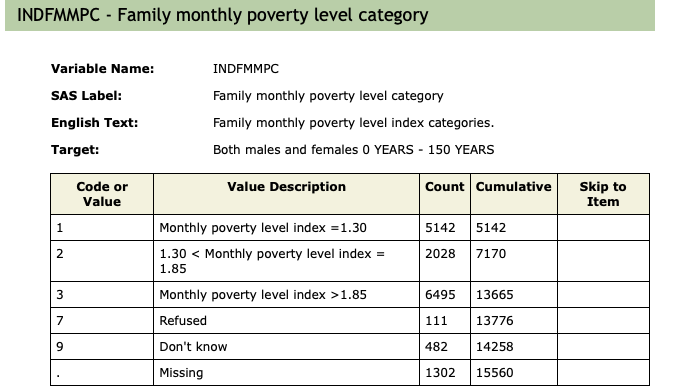 INDFMMPC - Family monthly poverty level category
Variable Name: INDFMMPC
SAS Label: Family monthly poverty level category
English Text: Family monthly poverty level index categories.
Target: Both males and females 0 YEARS - 150 YEARS
Code or Value Value Description Count Cumulative Skip to Item
1 Monthly poverty level index =1.30 5142 5142
2 1.30 < Monthly poverty level index = 2028 7170
1.85
3 Monthly poverty level index >1.85 6495 13665
7 Refused 111 13776
9 Don't know 482 14258
. Missing 1302 15560